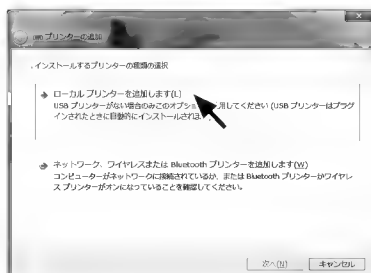 プリンターの追加
インストールするプリンターの種類の選択
ローカル プリンターを追加します(L)
USB プリンターがない場合のみこのオプション 用してください (USB プリンターはプラグ
インされたときに自動的にインストールされま
ネットワーク、ワイヤレスまたは Bluetooth プリンターを追加します(W)
コンピューターがネットワークに接続されているか、または Bluetooth プリンターかワイヤレ
ス プリンターがオンになっていることを確認してください。
次へ(N)
キャンセル